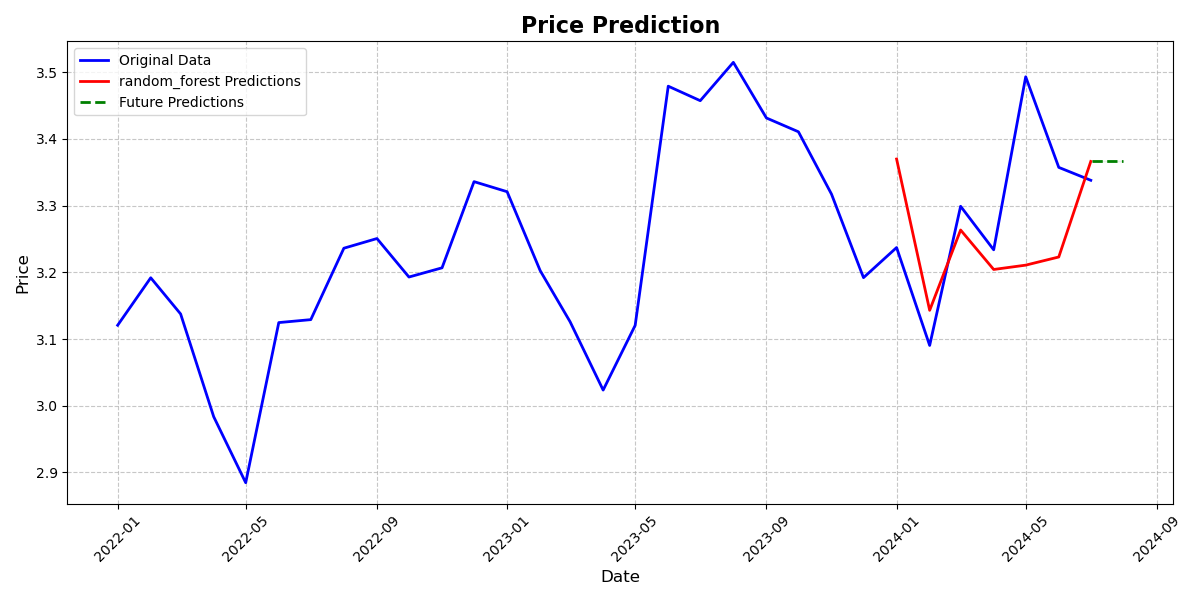 Price Prediction
Original Data
random_forest Predictions
Future Predictions
Price
3.5
3.4
3.3
3.2
3.1
3.0
2.9
2022-01
2022-05
2022-09
2023-01
2023-05
2023-09
2024-01
2024-05
2024-09
Date